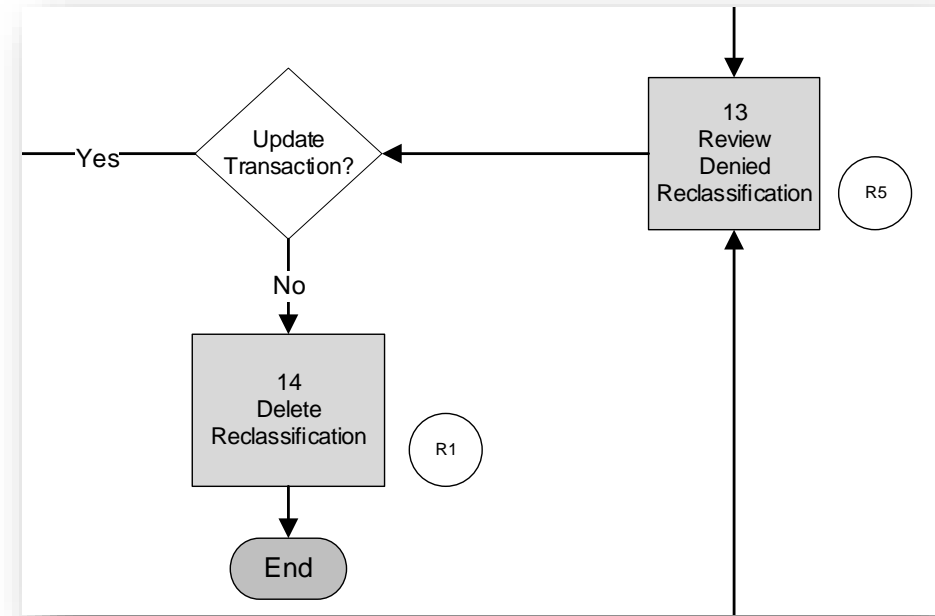 13
Review
Denied
Reclassification
R5
Update
Transaction?
Yes
No
14
Delete
Reclassification
R1
End